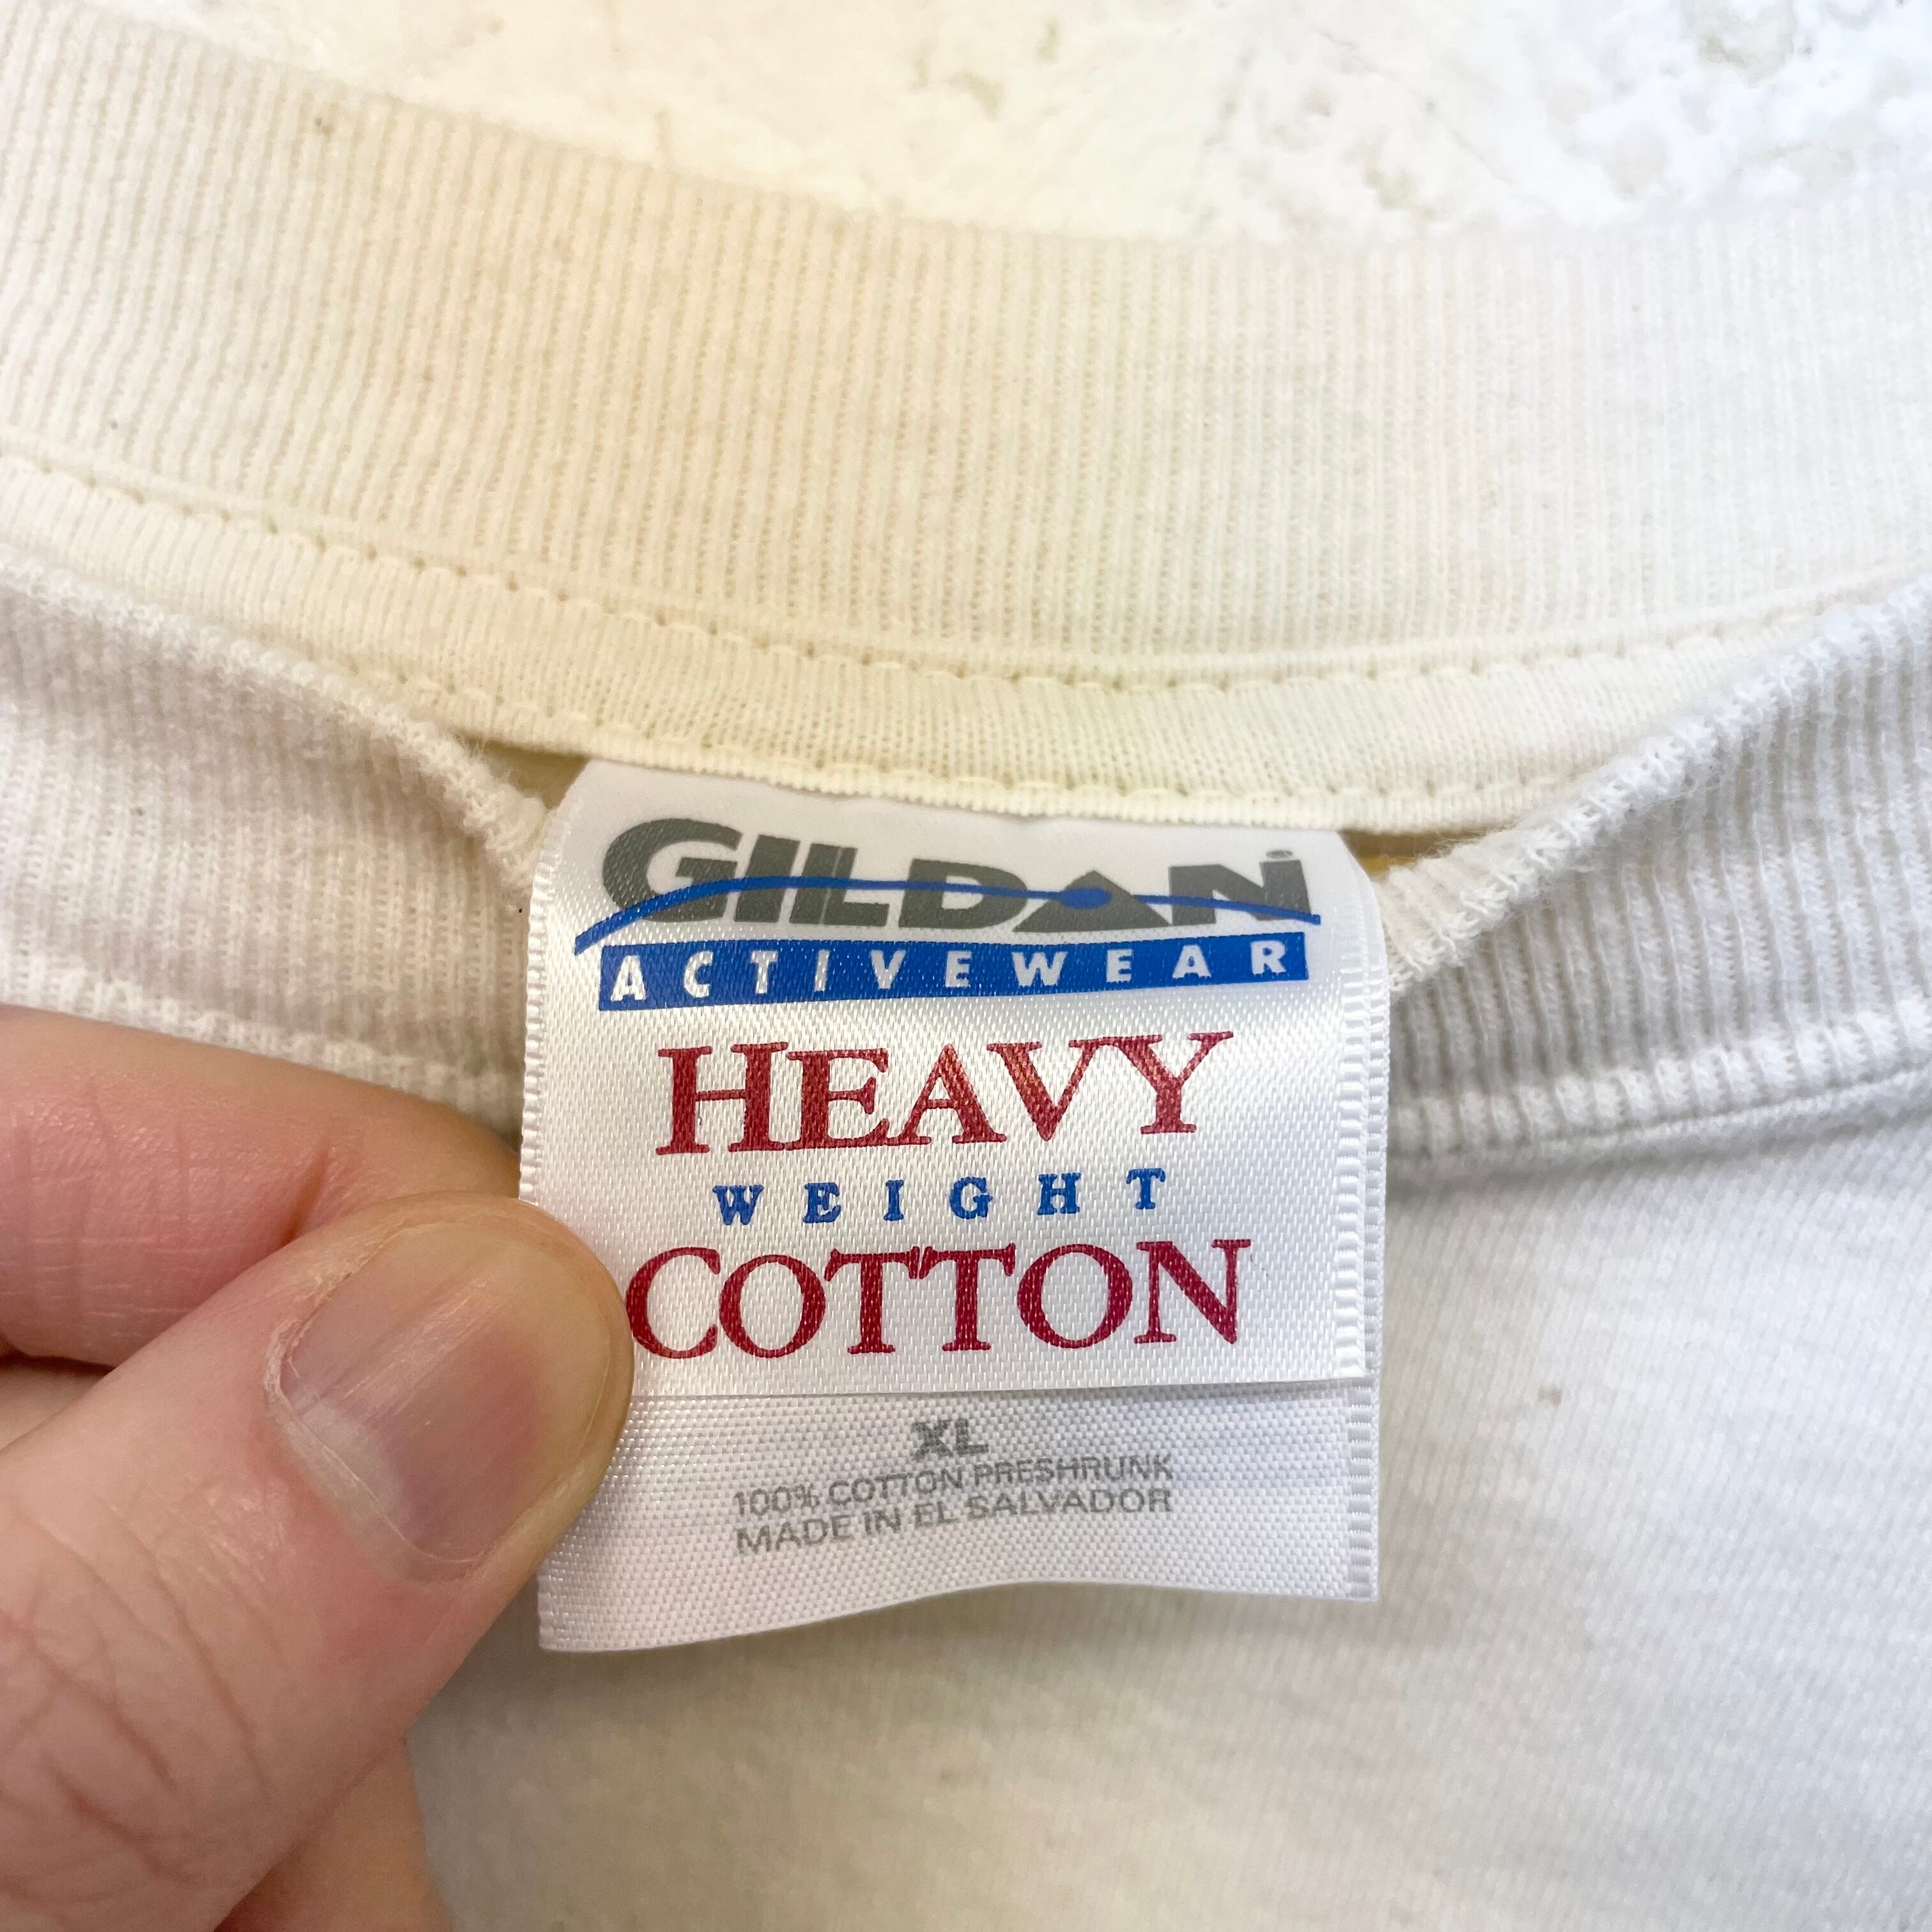 GILDAN®
ACTIVEWEAR
HEAVY
WEIGHT
COTTON
XL
100% COTTON PRESHRUNK
MADE IN EL SALVADOR